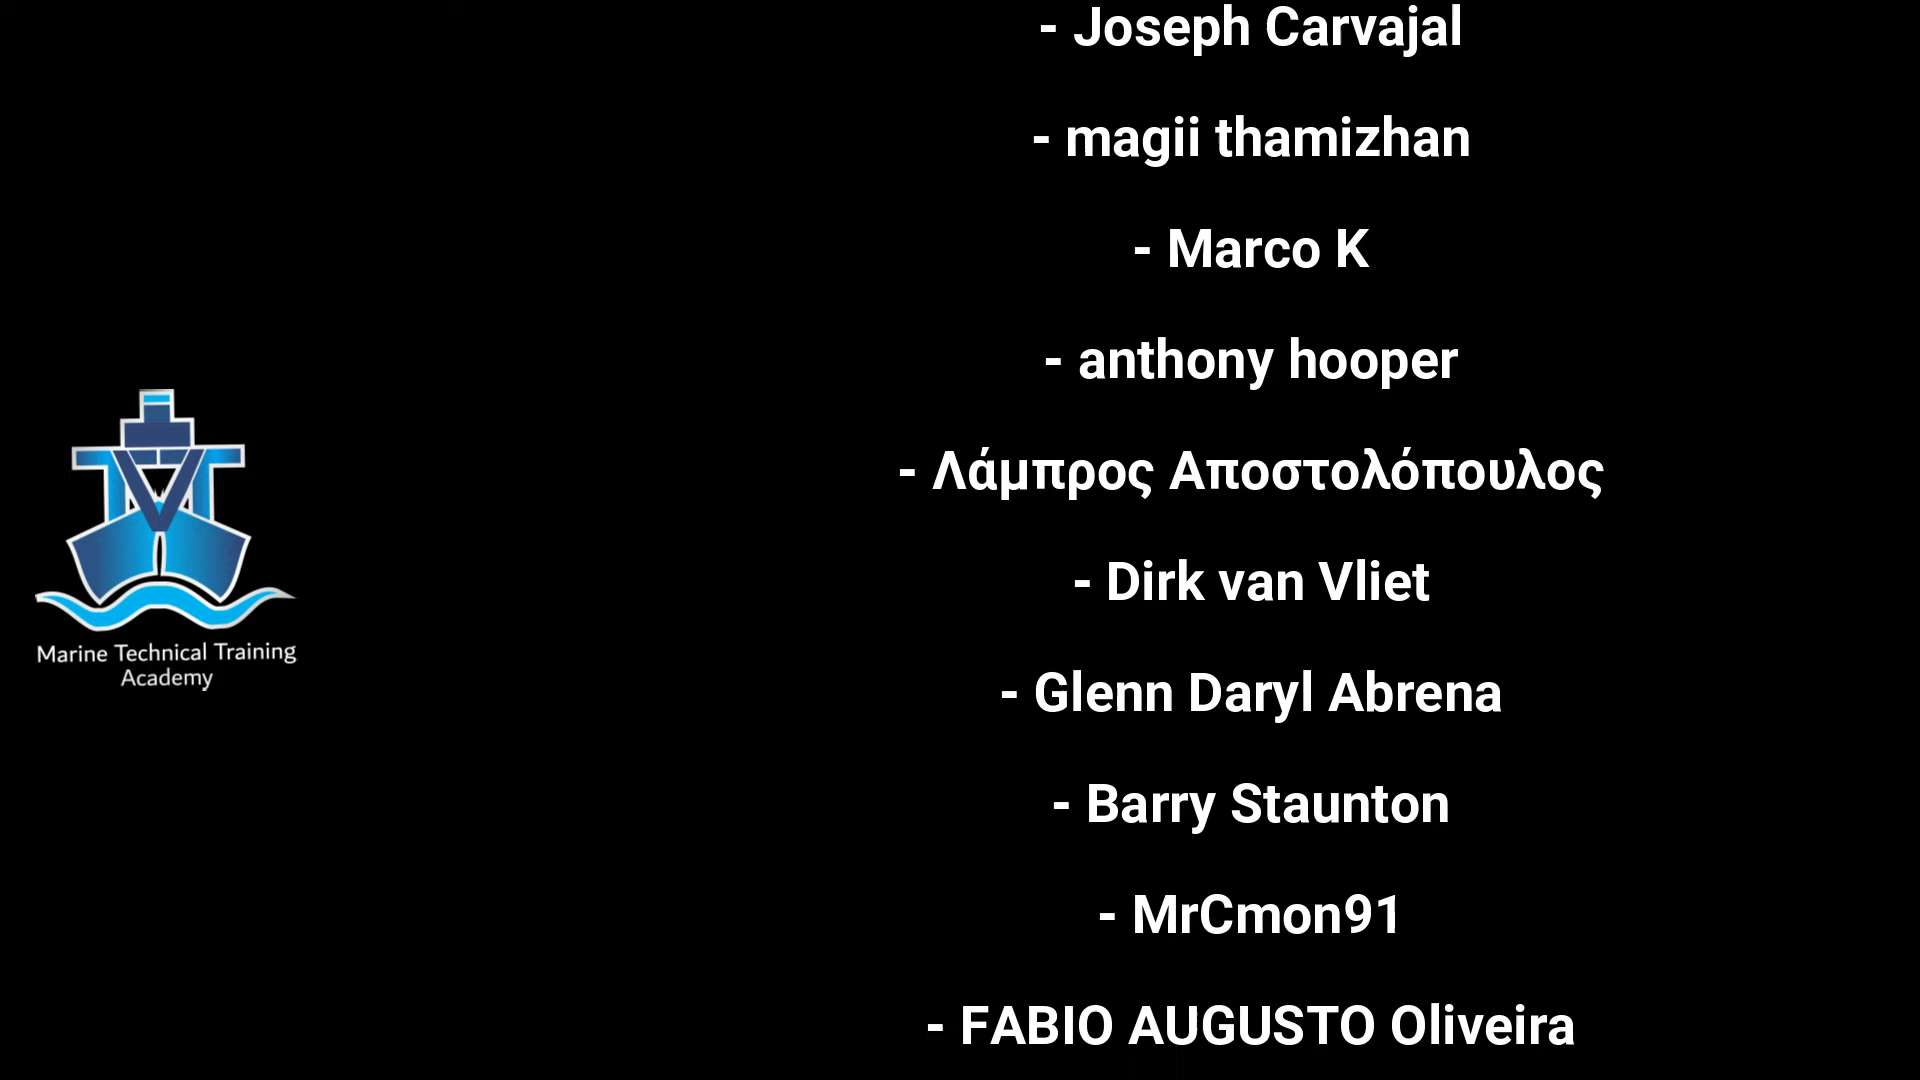 - Joseph Carvajal
- magii thamizhan
- Marco K
- anthony hooper
- Λάμπρος Αποστολόπουλος
- Dirk van Vliet
- Glenn Daryl Abrena
- Barry Staunton
- MrCmon91
- FABIO AUGUSTO Oliveira
Marine Technical Training
Academy